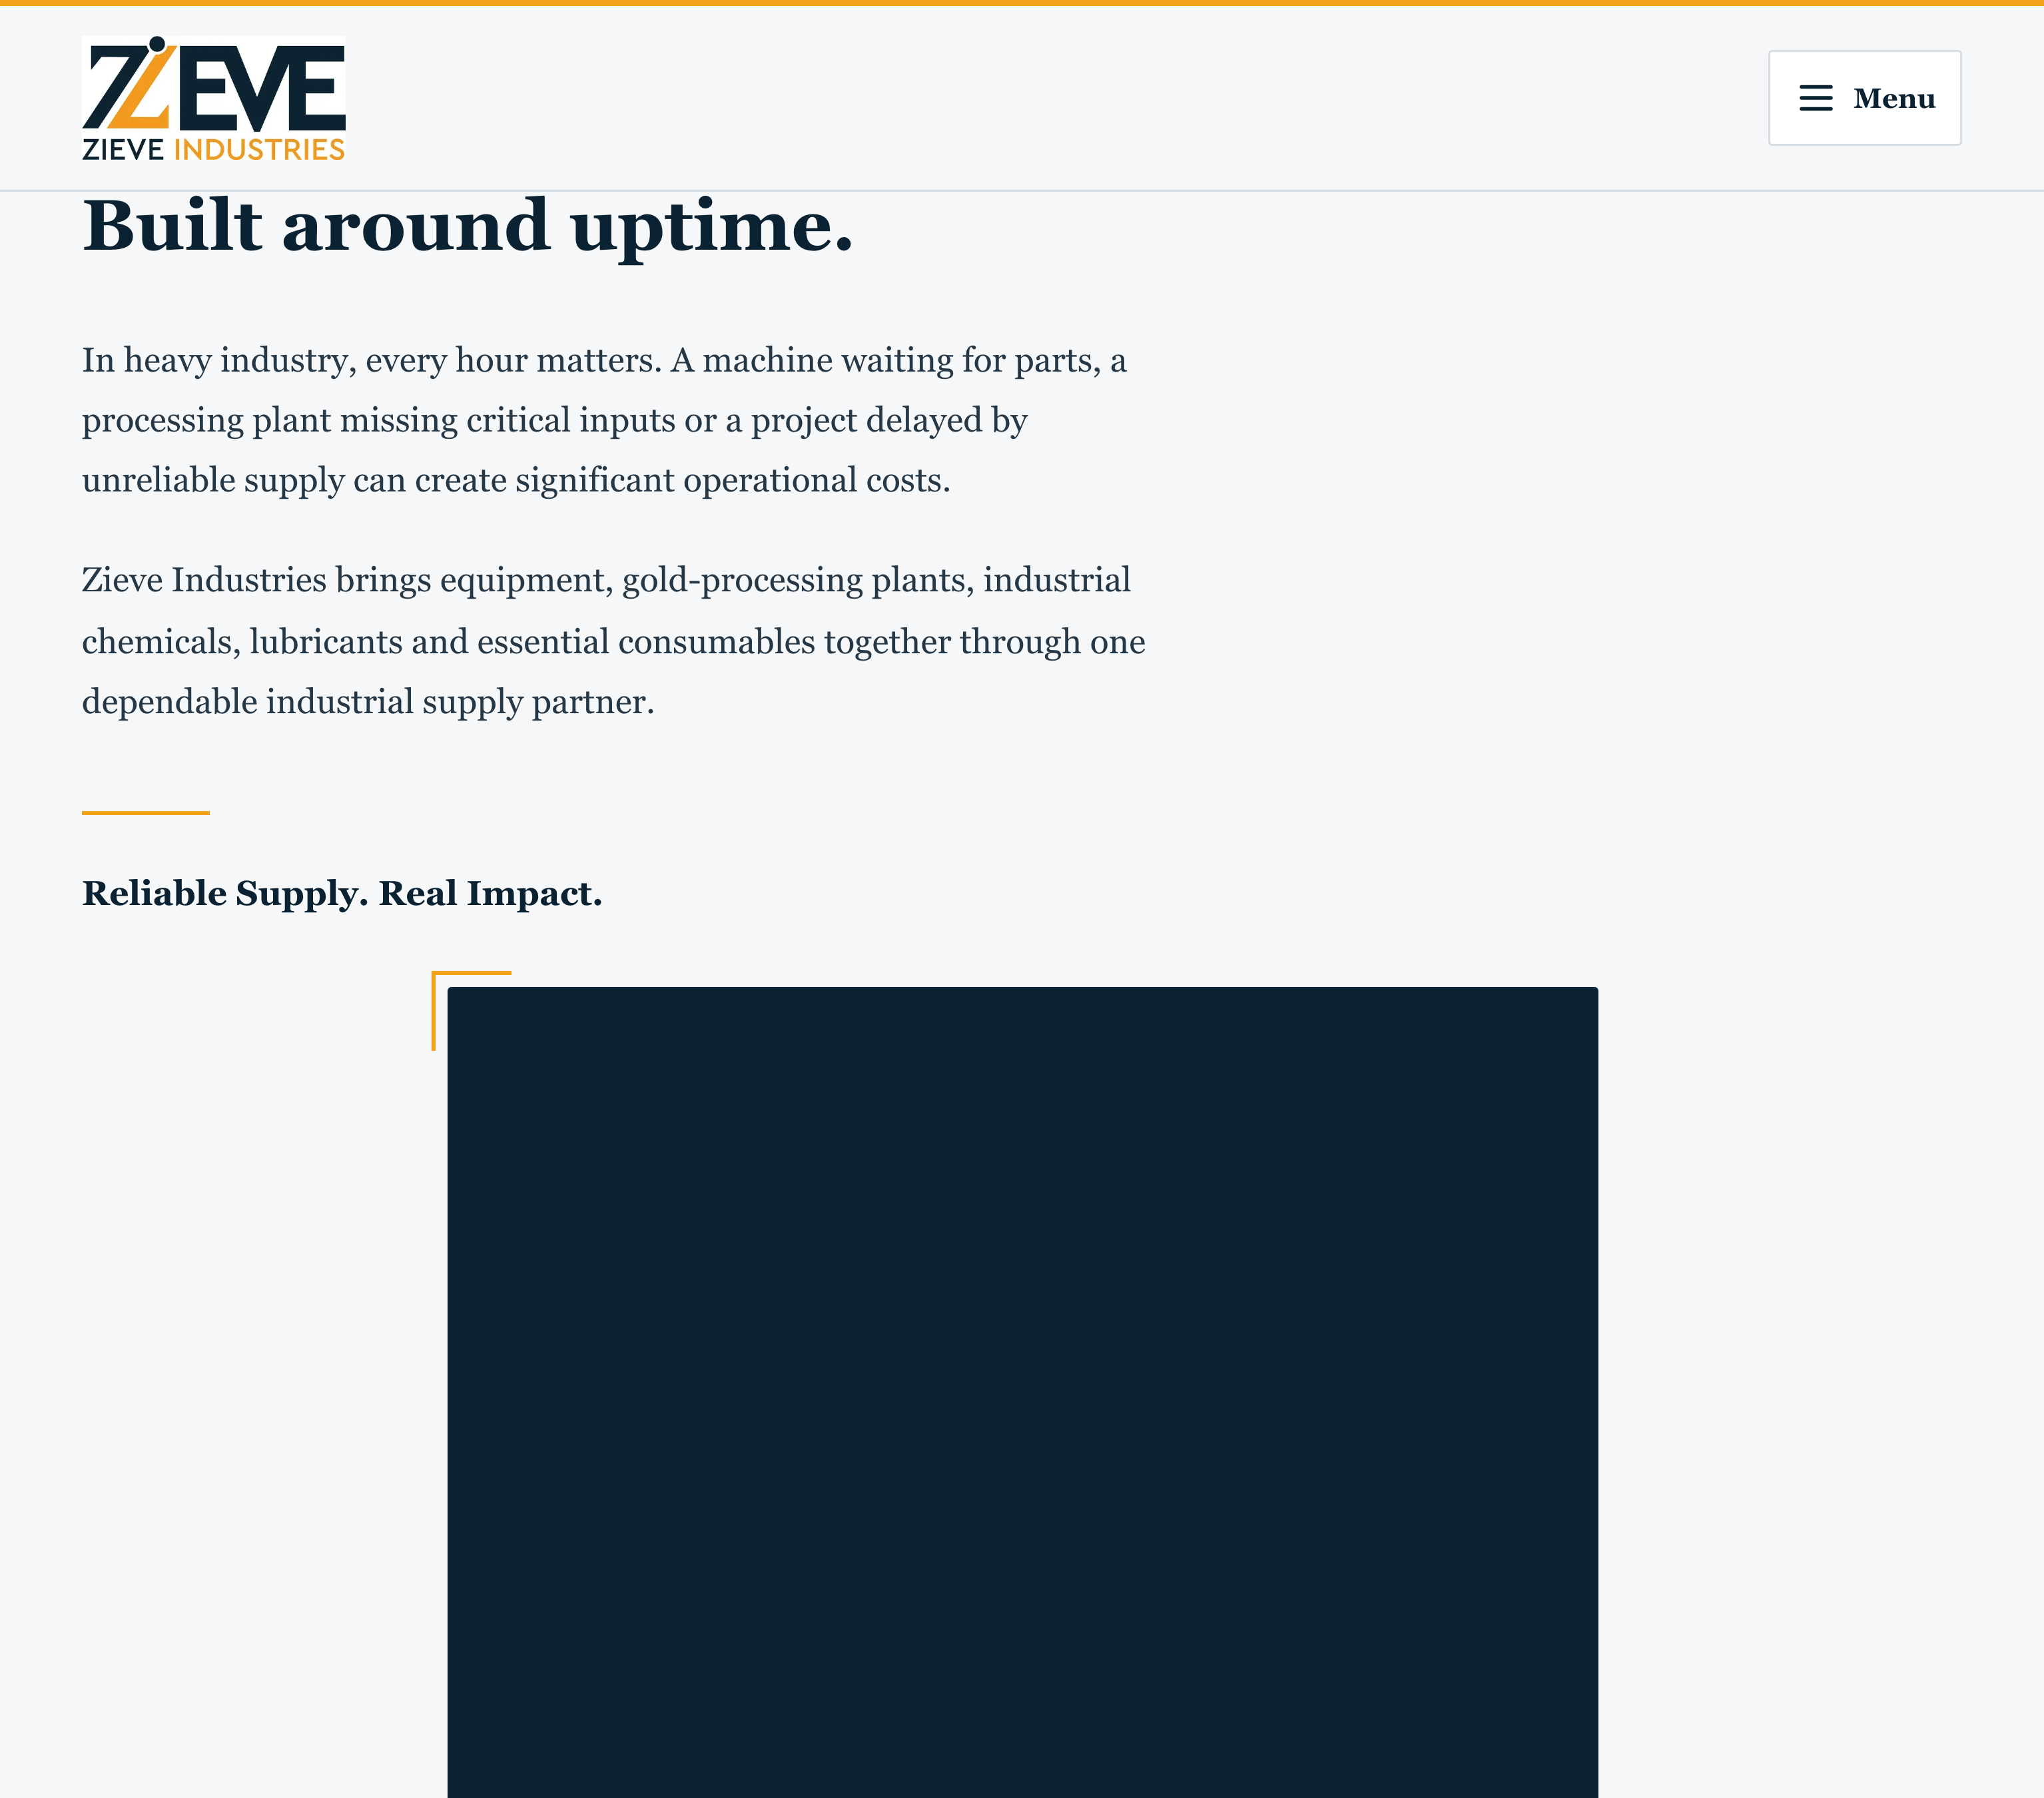 ZIEVE
ZIEVE INDUSTRIES
Menu
Built around uptime.
In heavy industry, every hour matters. A machine waiting for parts, a
processing plant missing critical inputs or a project delayed by
unreliable supply can create significant operational costs.
Zieve Industries brings equipment, gold-processing plants, industrial
chemicals, lubricants and essential consumables together through one
dependable industrial supply partner.
Reliable Supply. Real Impact.